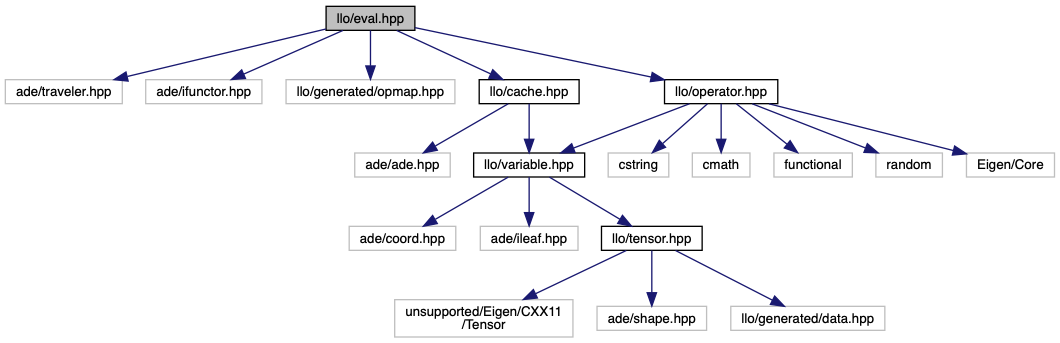 llo/eval.hpp
ade/traveler.hpp
ade/ifunctor.hpp
llo/generated/opmap.hpp
llo/cache.hpp
llo/operator.hpp
ade/ade.hpp
llo/variable.hpp
cstring
cmath
functional
random
Eigen/Core
ade/coord.hpp
ade/ileaf.hpp
llo/tensor.hpp
unsupported/Eigen/CXX11
/Tensor
ade/shape.hpp
llo/generated/data.hpp